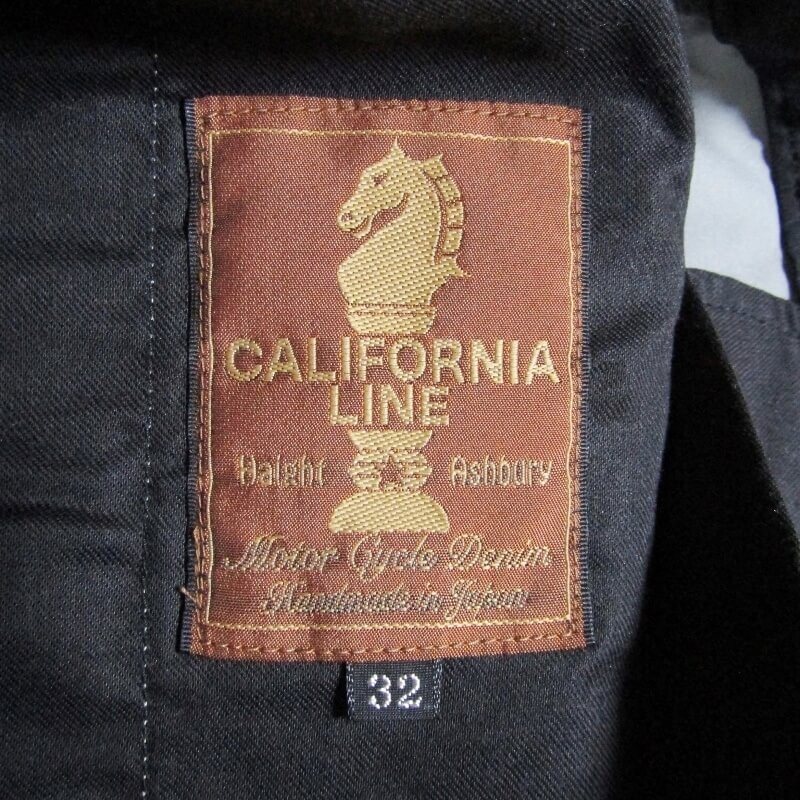 CALIFORNIA
LINE
Haight Ashbury
Motor Cycle Denim
Handmade in Japan
32